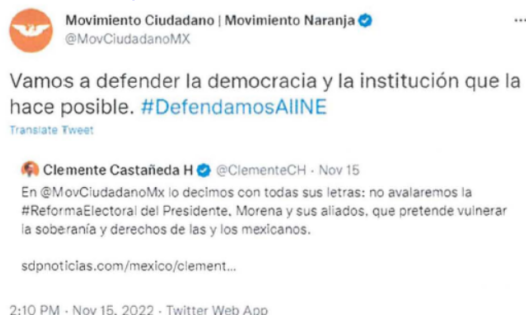 Movimiento Ciudadano | Movimiento Naranja
@MovCiudadanoMX
Vamos a defender la democracia y la institución que la
hace posible. #DefendamosAlINE
Translate Tweet
Clemente Castañeda H @ClementeCH · Nov 15
En @MovCiudadanoMx lo decimos con todas sus letras: no avalaremos la
#ReformaElectoral del Presidente, Morena y sus aliados, que pretende vulnerar
la soberanía y derechos de las y los mexicanos.
sdpnoticias.com/mexico/clement...
2:10 PM · Nov 15, 2022 · Twitter Web App